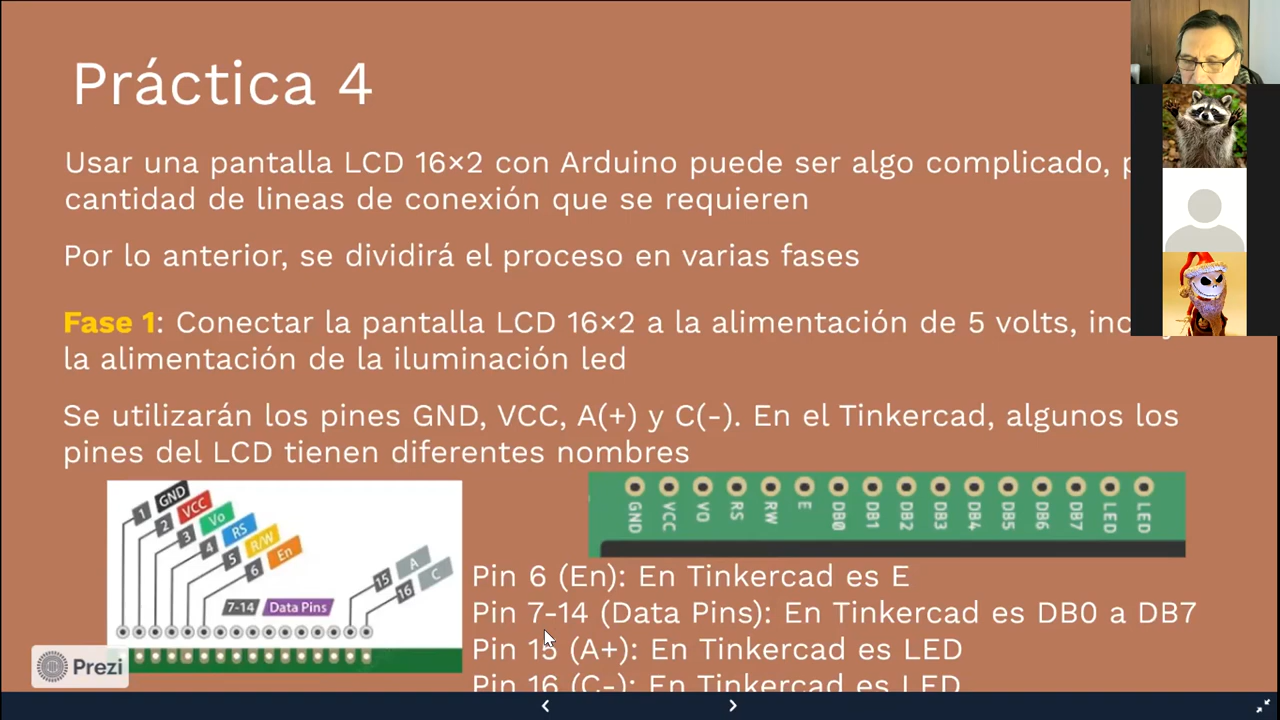 Práctica 4
Usar una pantalla LCD 16×2 con Arduino puede ser algo complicado,
cantidad de lineas de conexión que se requieren
Por lo anterior, se dividirá el proceso en varias fases
Fase 1: Conectar la pantalla LCD 16×2 a la alimentación de 5 volts,
la alimentación de la iluminación led
Se utilizarán los pines GND, VCC, A(+) y C(-). En el Tinkercad, algunos los
pines del LCD tienen diferentes nombres
1 GND
2 VCC
3 Vo
4 RS
5 R/W
6 En
7-14 Data Pins
15 A
16 C
GND VCC VO RS RW E DB0 DB1 DB2 DB3 DB4 DB5 DB6 DB7 LED LED
Pin 6 (En): En Tinkercad es E
Pin 7-14 (Data Pins): En Tinkercad es DB0 a DB7
Pin 15 (A+): En Tinkercad es LED
Pin 16 (C-): En Tinkercad es LED
Prezi